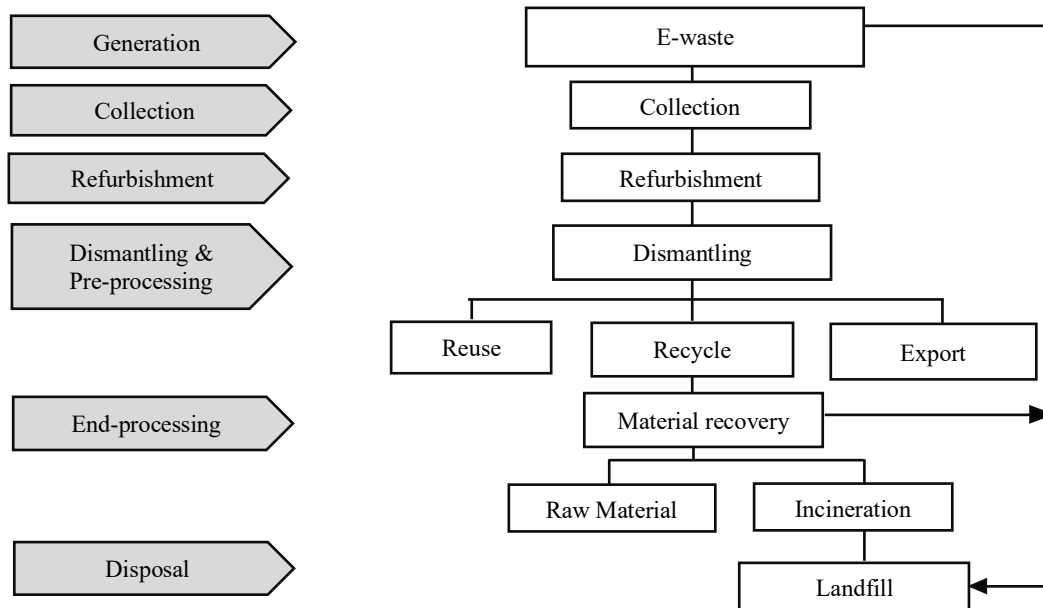 Generation
E-waste
Collection
Collection
Refurbishment
Refurbishment
Dismantling &
Pre-processing
Dismantling
Reuse
Recycle
Export
End-processing
Material recovery
Raw Material
Incineration
Disposal
Landfill